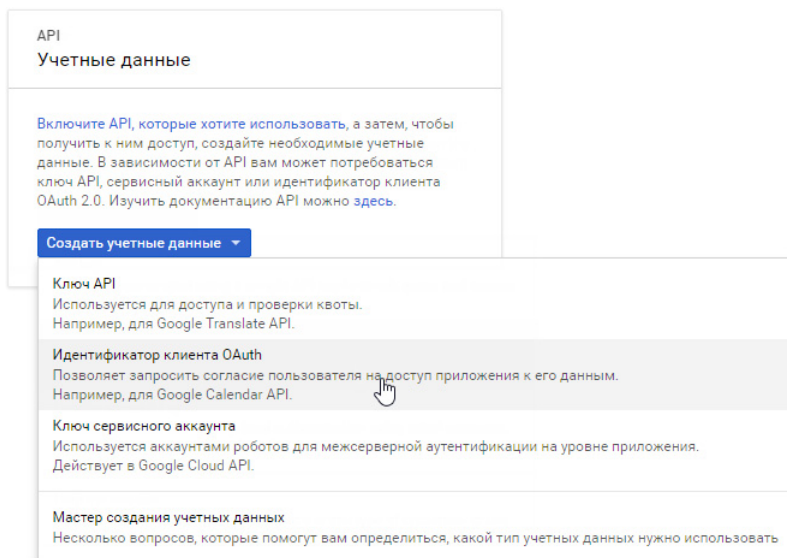 API
Учетные данные
Включите API, которые хотите использовать, а затем, чтобы
получить к ним доступ, создайте необходимые учетные
данные. В зависимости от API вам может потребоваться
ключ API, сервисный аккаунт или идентификатор клиента
OAuth 2.0. Изучить документацию API можно здесь.
Создать учетные данные
Ключ API
Используется для доступа и проверки квоты.
Например, для Google Translate API.
Идентификатор клиента OAuth
Позволяет запросить согласие пользователя на доступ приложения к его данным.
Например, для Google Calendar API.
Ключ сервисного аккаунта
Используется аккаунтами роботов для межсерверной аутентификации на уровне приложения.
Действует в Google Cloud API.
Мастер создания учетных данных
Несколько вопросов, которые помогут вам определиться, какой тип учетных данных нужно использовать